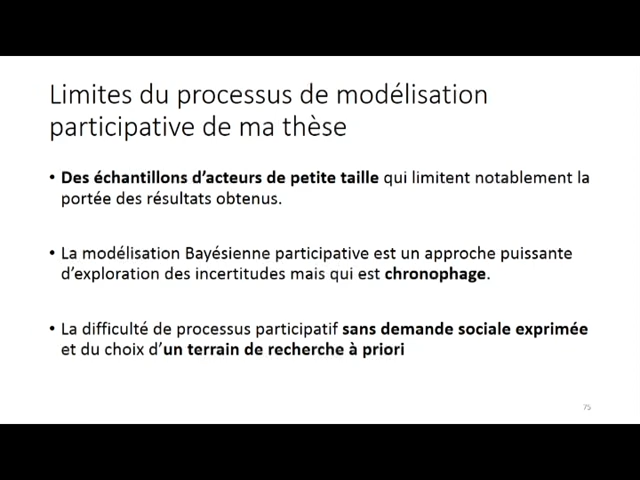 Limites du processus de modélisation
participative de ma thèse
• Des échantillons d'acteurs de petite taille qui limitent notablement la
portée des résultats obtenus.
• La modélisation Bayésienne participative est un approche puissante
d'exploration des incertitudes mais qui est chronophage.
• La difficulté de processus participatif sans demande sociale exprimée
et du choix d'un terrain de recherche à priori
75